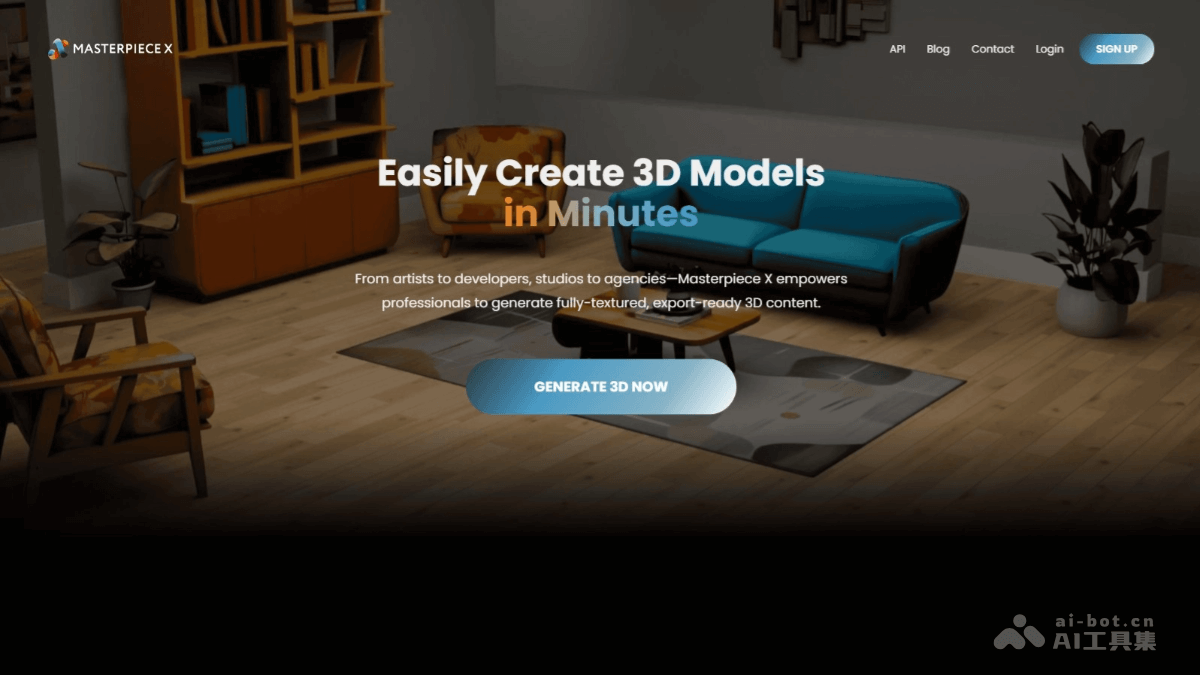 MASTERPIECE X
API Blog Contact Login SIGN UP
Easily Create 3D Models
in Minutes
From artists to developers, studios to agencies—Masterpiece X empowers
professionals to generate fully-textured, export-ready 3D content.
GENERATE 3D NOW
ai-bot.cn
AI工具集